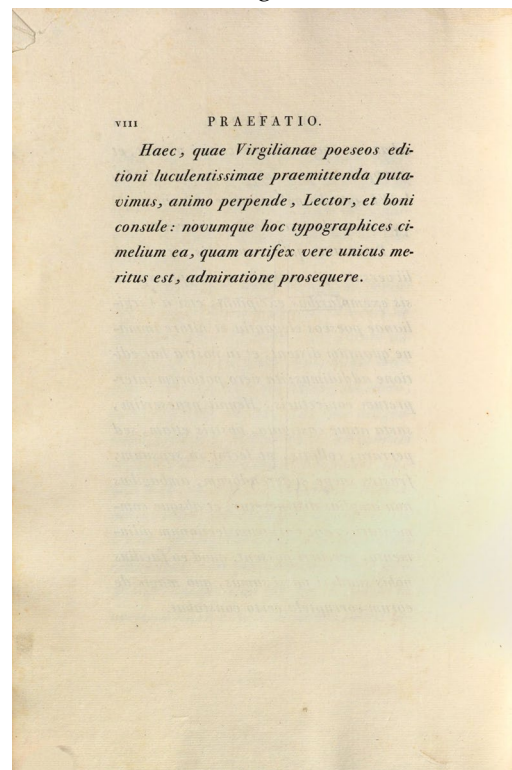 VIII PRAEFATIO.
Haec, quae Virgilianae poeseos edi-
tioni luculentissimae praemittenda puta-
vimus, animo perpende, Lector, et boni
consule: novumque hoc typographices ci-
melium ea, quam artifex vere unicus me-
ritus est, admiratione prosequere.